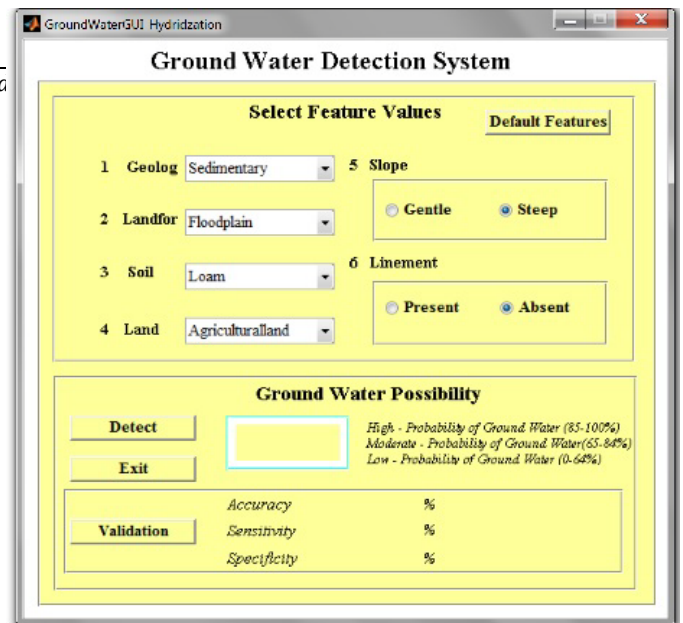 GroundWaterGUI Hydridzation
Ground Water Detection System
Select Feature Values
Default Features
1 Geolog Sedimentary
5 Slope
Gentle Steep
2 Landfor Floodplain
6 Linement
3 Soil Loam
Present Absent
4 Land Agriculturalland
Ground Water Possibility
Detect
High - Probability of Ground Water (85-100%)
Moderate - Probability of Ground Water(65-84%)
Low - Probability of Ground Water (0-64%)
Exit
Accuracy %
Validation Sensitivity %
Specificity %